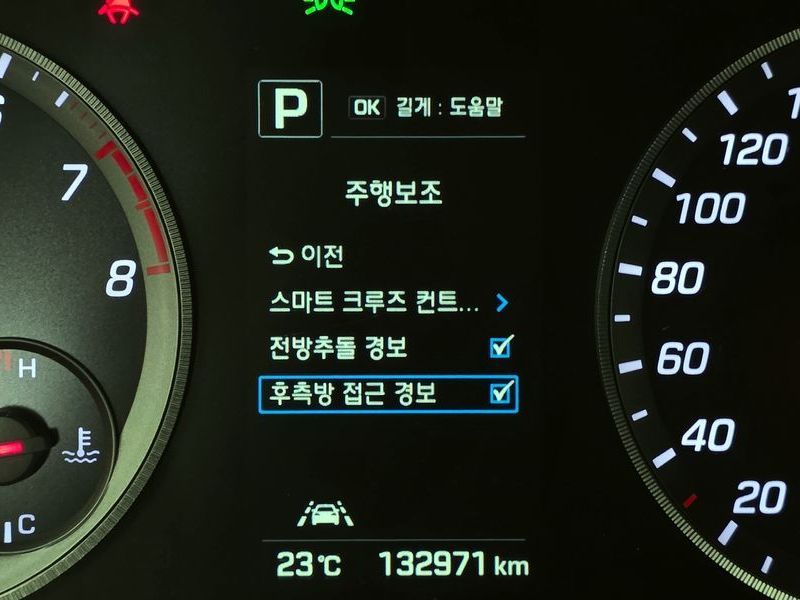 P
OK 길게 : 도움말
주행보조
이전
스마트 크루즈 컨트...
전방추돌 경보
후측방 접근 경보
23℃ 132971 km
7
8
H
C
120
100
80
60
40
20